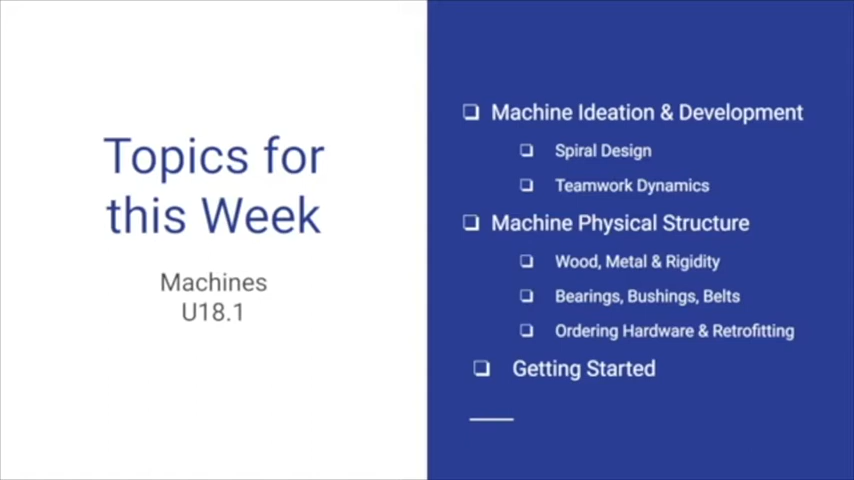 Topics for
this Week
Machines
U18.1
Machine Ideation & Development
Spiral Design
Teamwork Dynamics
Machine Physical Structure
Wood, Metal & Rigidity
Bearings, Bushings, Belts
Ordering Hardware & Retrofitting
Getting Started